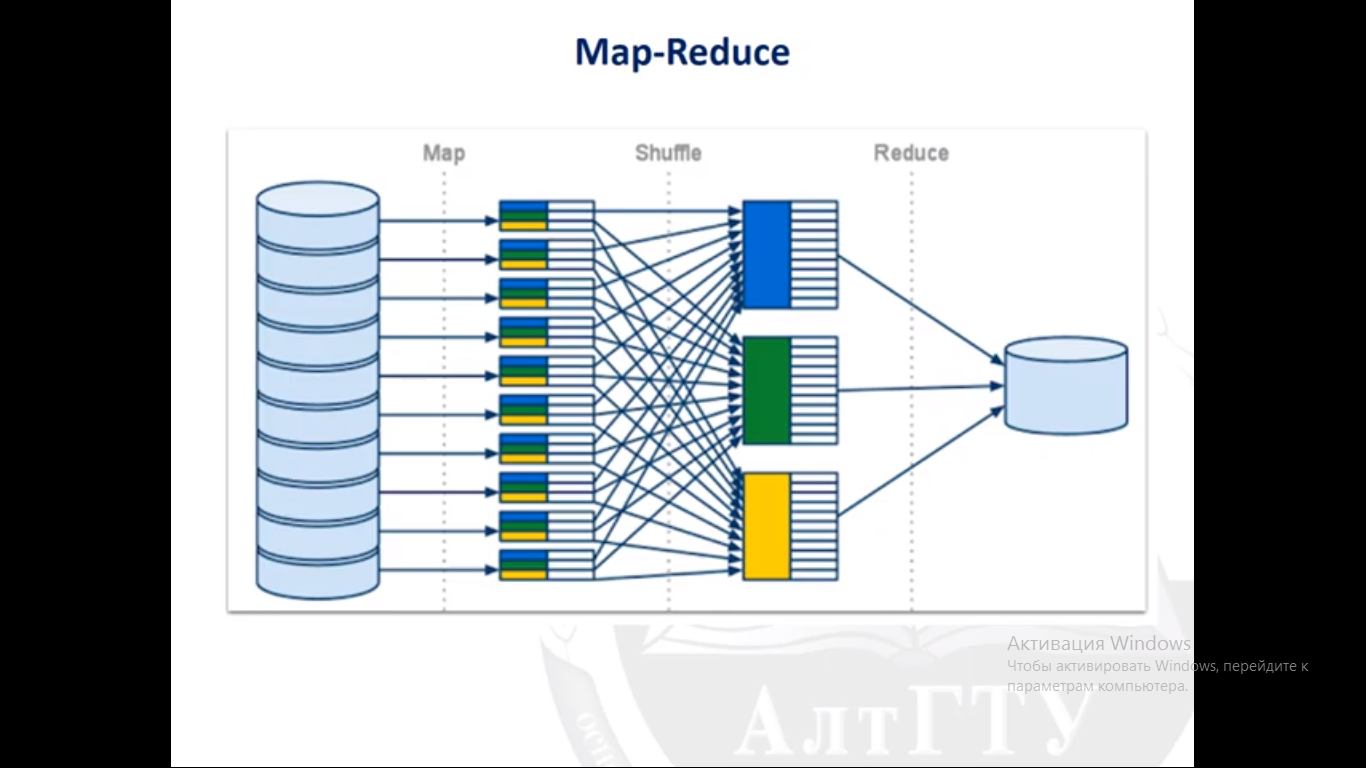 Map-Reduce
Map
Shuffle
Reduce
Активация Windows
Чтобы активировать Windows, перейдите к
параметрам компьютера.
АлтГТУ